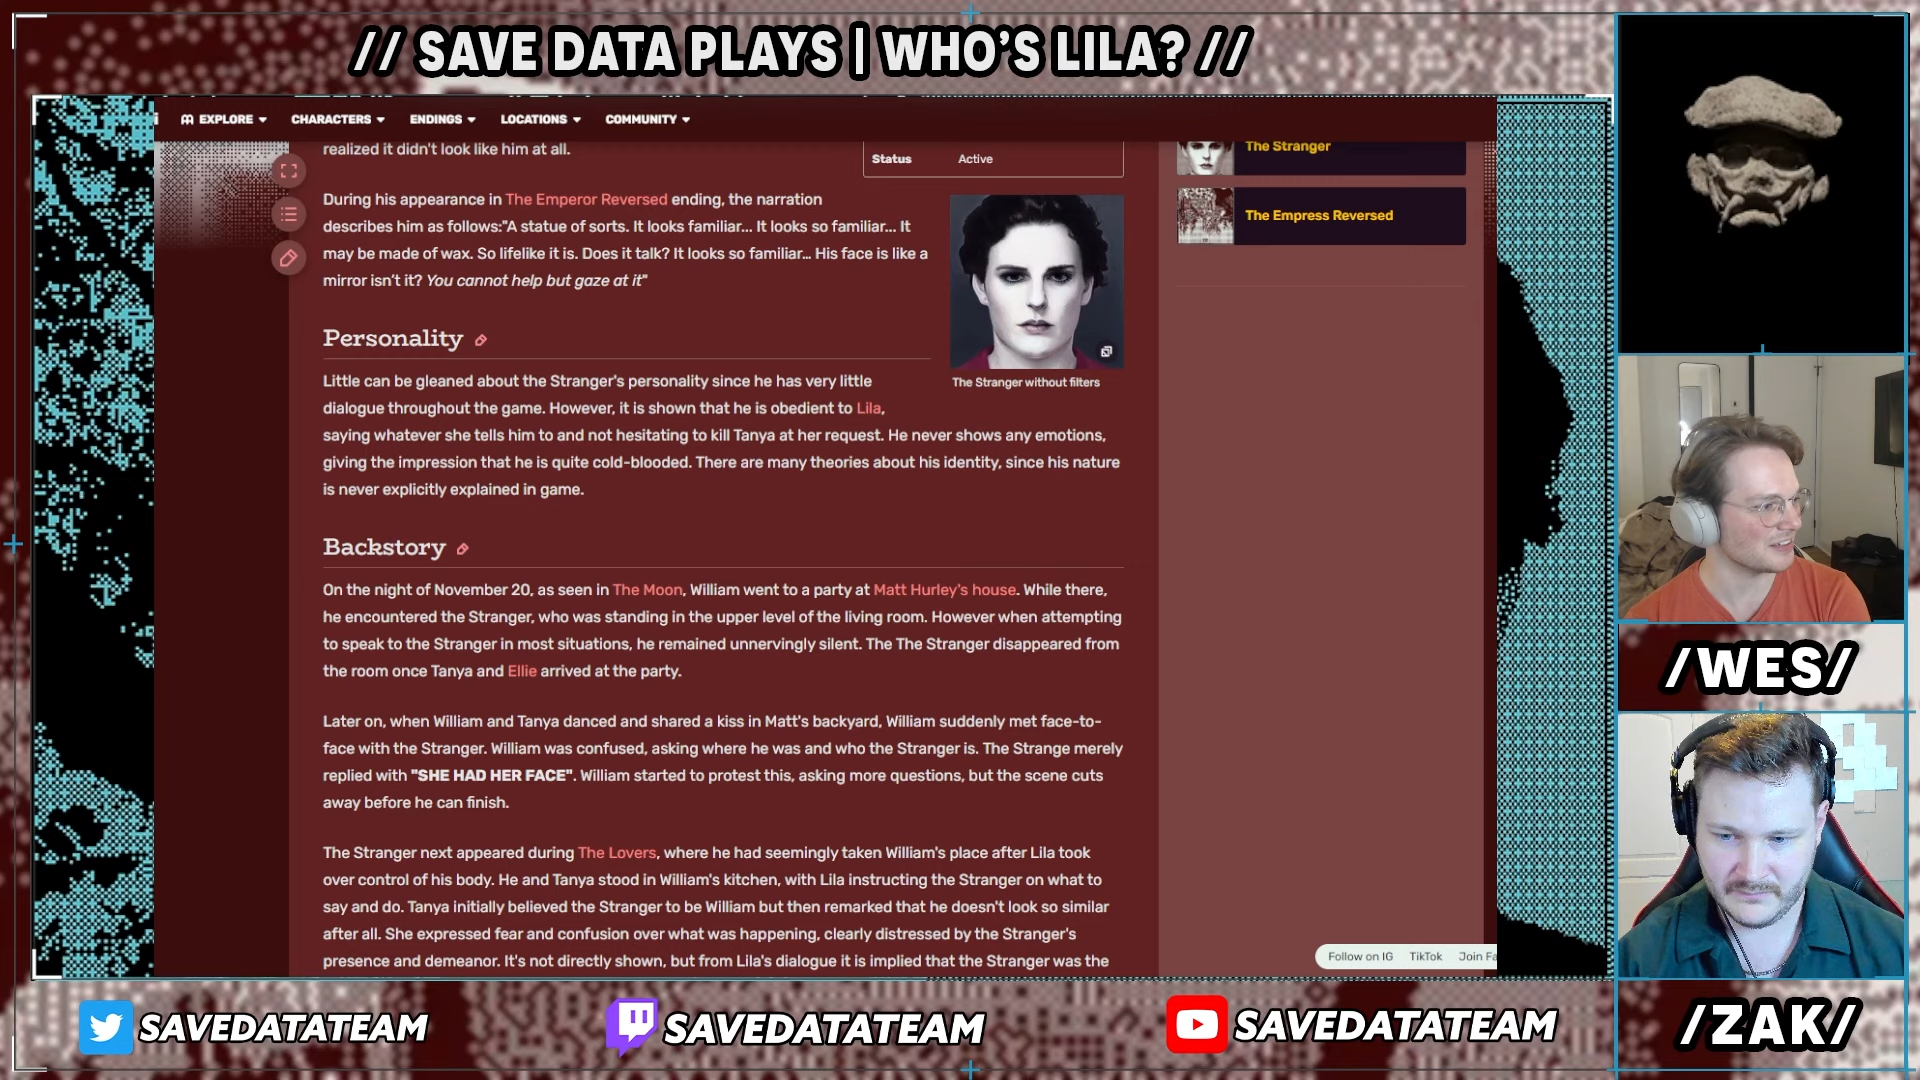 // SAVE DATA PLAYS | WHO'S LILA? //
EXPLORE CHARACTERS ENDINGS LOCATIONS COMMUNITY
realized it didn't look like him at all.
Status Active
During his appearance in The Emperor Reversed ending, the narration
describes him as follows:"A statue of sorts. It looks familiar... It looks so familiar... It
may be made of wax. So lifelike it is. Does it talk? It looks so familiar... His face is like a
mirror isn't it? You cannot help but gaze at it"
The Stranger without filters
Personality
Little can be gleaned about the Stranger's personality since he has very little
dialogue throughout the game. However, it is shown that he is obedient to Lila,
saying whatever she tells him to and not hesitating to kill Tanya at her request. He never shows any emotions,
giving the impression that he is quite cold-blooded. There are many theories about his identity, since his nature
is never explicitly explained in game.
Backstory
On the night of November 20, as seen in The Moon, William went to a party at Matt Hurley's house. While there,
he encountered the Stranger, who was standing in the upper level of the living room. However when attempting
to speak to the Stranger in most situations, he remained unnervingly silent. The The Stranger disappeared from
the room once Tanya and Ellie arrived at the party.
Later on, when William and Tanya danced and shared a kiss in Matt's backyard, William suddenly met face-to-
face with the Stranger. William was confused, asking where he was and who the Stranger is. The Strange merely
replied with "SHE HAD HER FACE". William started to protest this, asking more questions, but the scene cuts
away before he can finish.
The Stranger next appeared during The Lovers, where he had seemingly taken William's place after Lila took
over control of his body. He and Tanya stood in William's kitchen, with Lila instructing the Stranger on what to
say and do. Tanya initially believed the Stranger to be William but then remarked that he doesn't look so similar
after all. She expressed fear and confusion over what was happening, clearly distressed by the Stranger's
presence and demeanor. It's not directly shown, but from Lila's dialogue it is implied that the Stranger was the
The Stranger
The Empress Reversed
Follow on IG TikTok Join Fa
/WES/
/ZAK/
SAVEDATATEAM
SAVEDATATEAM
SAVEDATATEAM